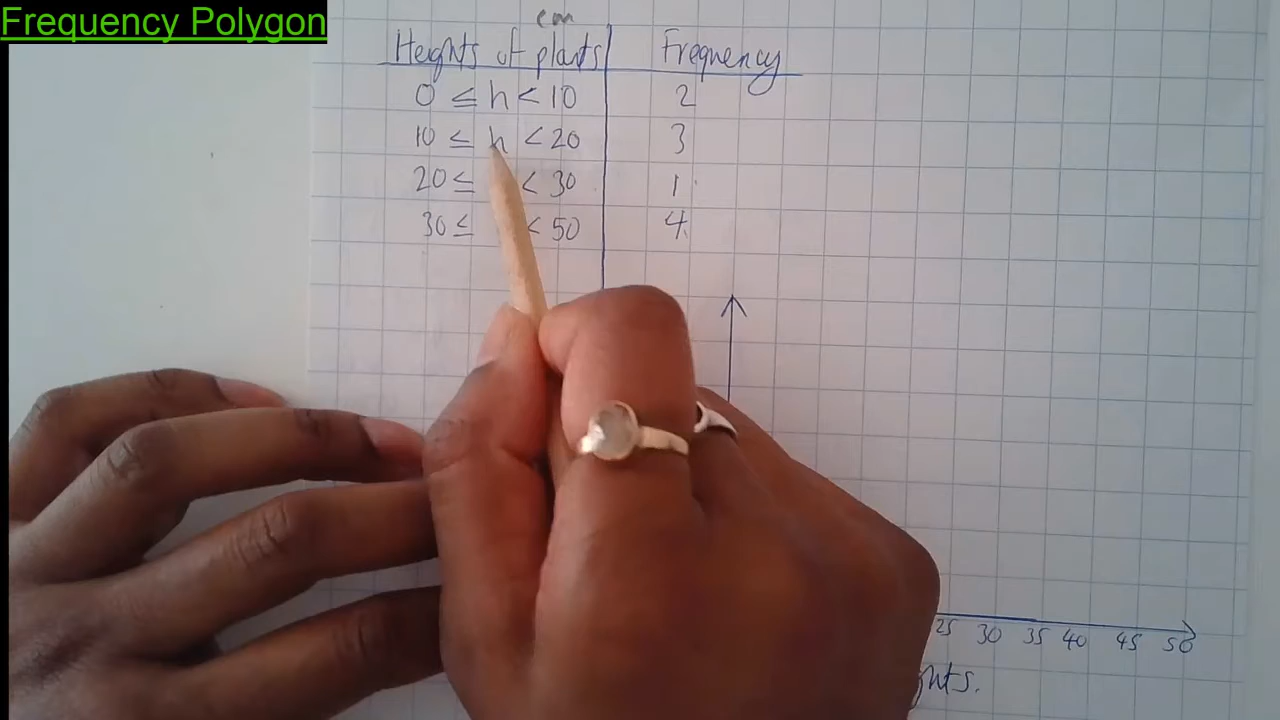 Frequency Polygon
cm
Heights of plants Frequency
0 ≤ h < 10 2
10 ≤ h < 20 3
20 ≤ < 30 1
30 ≤ < 50 4
25 30 35 40 45 50